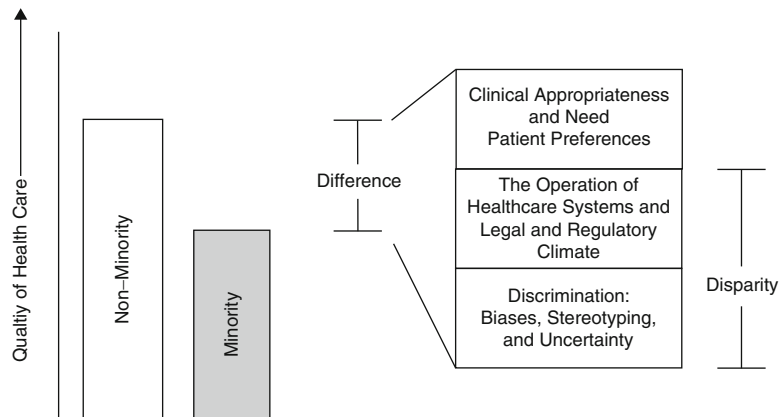 Qualtiy of Health Care
Non–Minority
Minority
Difference
Clinical Appropriateness
and Need
Patient Preferences
The Operation of
Healthcare Systems and
Legal and Regulatory
Climate
Discrimination:
Biases, Stereotyping,
and Uncertainty
Disparity